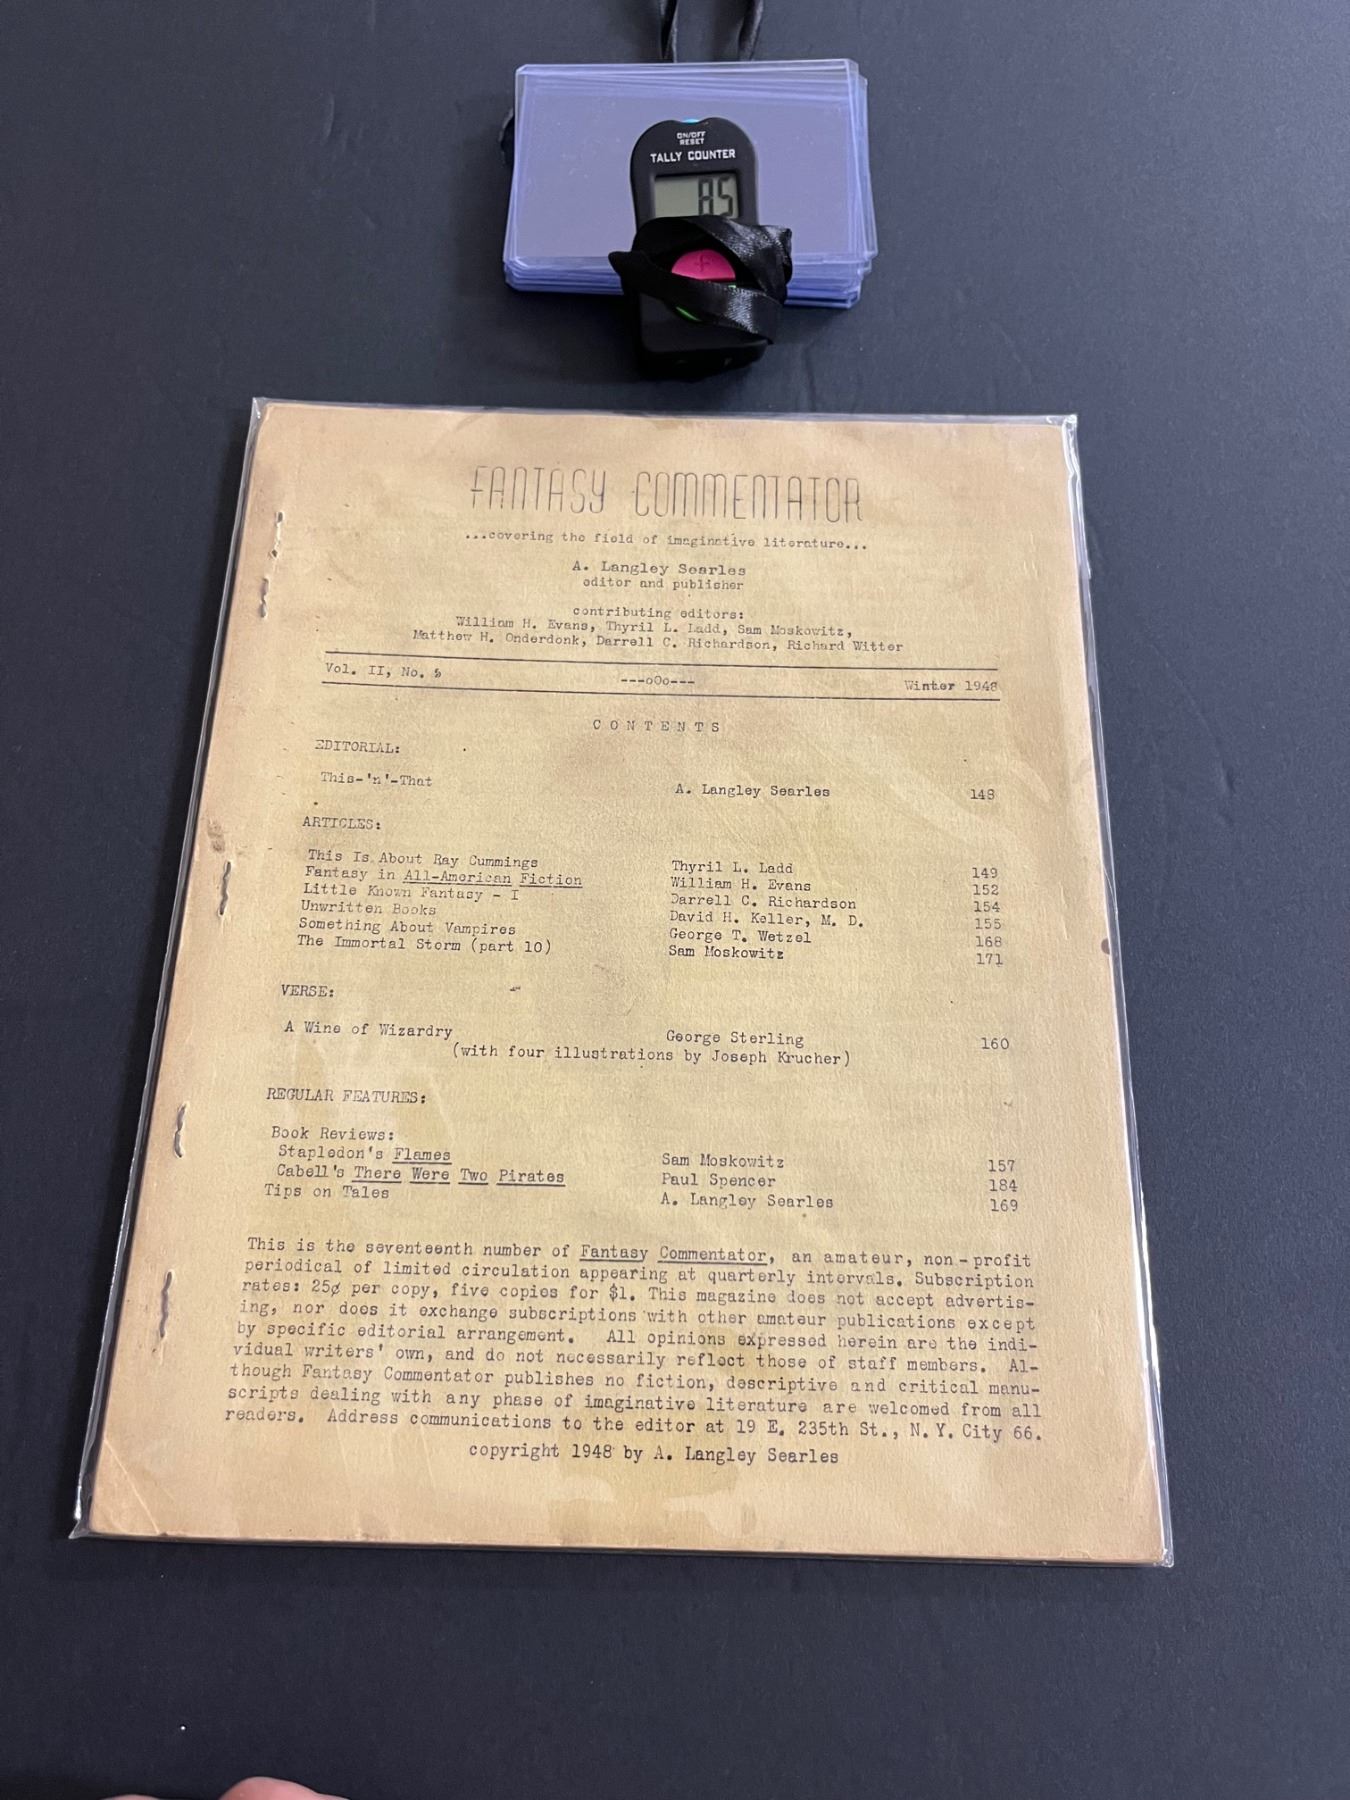 ON/OFF
RESET
TALLY COUNTER
85
FANTASY COMMENTATOR
...covering the field of imaginative literature...
A. Langley Searles
editor and publisher
contributing editors:
William H. Evans, Thyril L. Ladd, Sam Moskowitz,
Matthew H. Onderdonk, Darrell C. Richardson, Richard Witter
Vol. II, No. 5 ---oOo--- Winter 1948
CONTENTS
EDITORIAL:
This-'n'-That A. Langley Searles 148
ARTICLES:
This Is About Ray Cummings Thyril L. Ladd 149
Fantasy in All-American Fiction William H. Evans 152
Little Known Fantasy - I Darrell C. Richardson 154
Unwritten Books David H. Keller, M. D. 155
Something About Vampires George T. Wetzel 168
The Immortal Storm (part 10) Sam Moskowitz 171
VERSE:
A Wine of Wizardry George Sterling 160
(with four illustrations by Joseph Krucher)
REGULAR FEATURES:
Book Reviews:
Stapledon's Flames Sam Moskowitz 157
Cabell's There Were Two Pirates Paul Spencer 184
Tips on Tales A. Langley Searles 169
This is the seventeenth number of Fantasy Commentator, an amateur, non-profit
periodical of limited circulation appearing at quarterly intervals. Subscription
rates: 25¢ per copy, five copies for $1. This magazine does not accept advertis-
ing, nor does it exchange subscriptions with other amateur publications except
by specific editorial arrangement. All opinions expressed herein are the indi-
vidual writers' own, and do not necessarily reflect those of staff members. Al-
though Fantasy Commentator publishes no fiction, descriptive and critical manu-
scripts dealing with any phase of imaginative literature are welcomed from all
readers. Address communications to the editor at 19 E. 235th St., N. Y. City 66.
copyright 1948 by A. Langley Searles